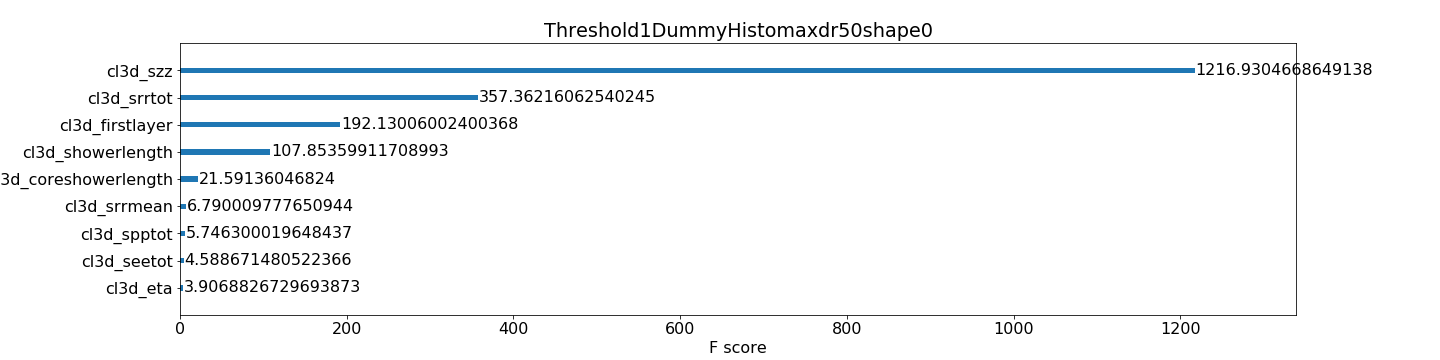 Threshold1DummyHistomaxdr50shape0
cl3d_szz 1216.9304668649138
cl3d_srrtot 357.36216062540245
cl3d_firstlayer 192.13006002400368
cl3d_showerlength 107.85359911708993
3d_coreshowerlength 21.59136046824
cl3d_srrmean 6.790009777650944
cl3d_spptot 5.746300019648437
cl3d_seetot 4.588671480522366
cl3d_eta 3.9068826729693873
0 200 400 600 800 1000 1200
F score